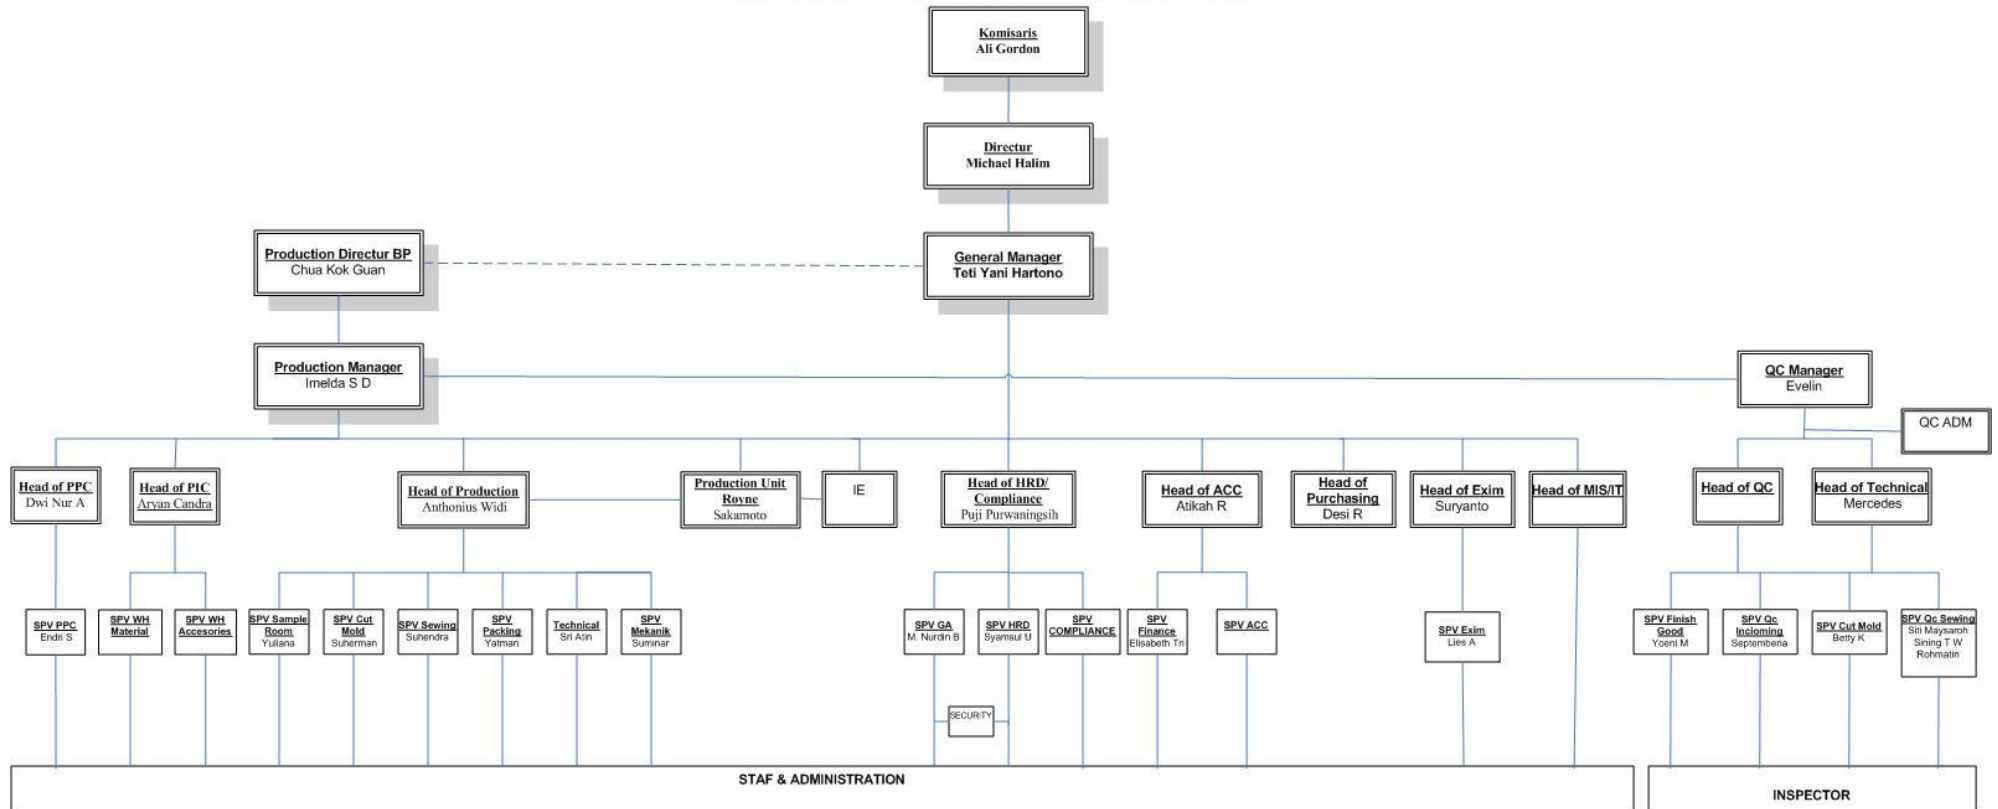 Komisaris
Ali Gordon
Directur
Michael Halim
Production Directur BP
Chua Kok Guan
General Manager
Teti Yani Hartono
Production Manager
Imelda S D
QC Manager
Evelin
QC ADM
Head of PPC
Dwi Nur A
Head of PIC
Aryan Candra
Head of Production
Anthonius Widi
Production Unit
Royne
Sakamoto
IE
Head of HRD/
Compliance
Puji Purwaningsih
Head of ACC
Atikah R
Head of
Purchasing
Desi R
Head of Exim
Suryanto
Head of MIS/IT
Head of QC
Head of Technical
Mercedes
SPV PPC
Endri S
SPV WH
Material
SPV WH
Accesories
SPV Sample
Room
Yuliana
SPV Cut
Mold
Suherman
SPV Sewing
Suhendra
SPV
Packing
Yatman
Technical
Sri Atin
SPV
Mekanik
Suminar
SPV GA
M. Nurdin B
SPV HRD
Syamsul U
SPV
COMPLIANCE
SPV
Finance
Elisabeth Tri
SPV ACC
SPV Exim
Lies A
SPV Finish
Good
Yoeni M
SPV Qc
Incioming
Septemberia
SPV Cut Mold
Betty K
SPV Qc Sewing
Siti Maysaroh
Sining T W
Rohmatin
SECURITY
STAF & ADMINISTRATION
INSPECTOR